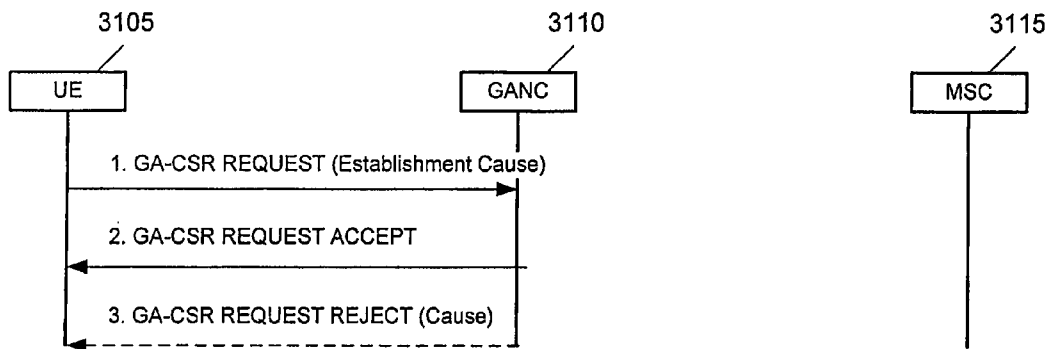 3105
3110
3115
UE
GANC
MSC
1. GA-CSR REQUEST (Establishment Cause)
2. GA-CSR REQUEST ACCEPT
3. GA-CSR REQUEST REJECT (Cause)